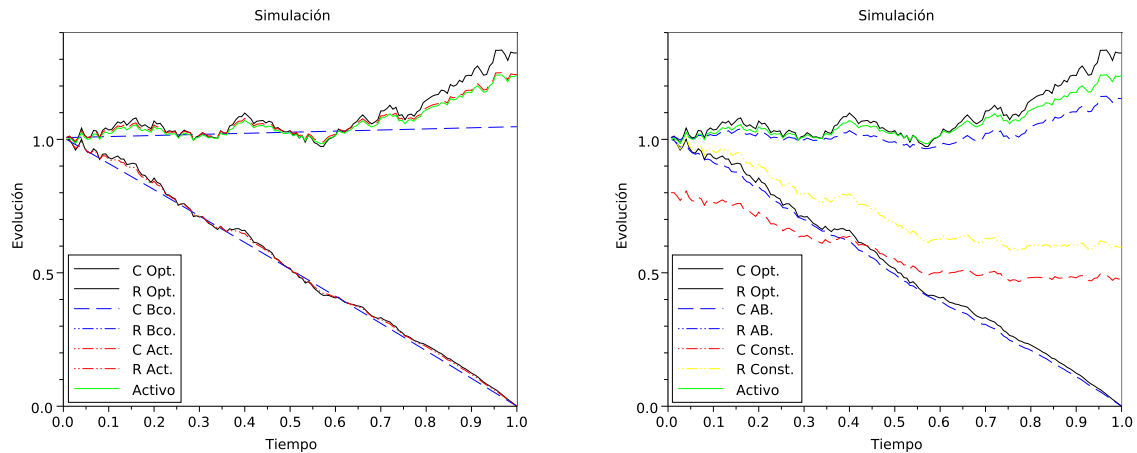 Simulación
Evolución
1.0
0.5
0.0
C Opt.
R Opt.
C Bco.
R Bco.
C Act.
R Act.
Activo
0.0 0.1 0.2 0.3 0.4 0.5 0.6 0.7 0.8 0.9 1.0
Tiempo
Simulación
Evolución
1.0
0.5
0.0
C Opt.
R Opt.
C AB.
R AB.
C Const.
R Const.
Activo
0.0 0.1 0.2 0.3 0.4 0.5 0.6 0.7 0.8 0.9 1.0
Tiempo